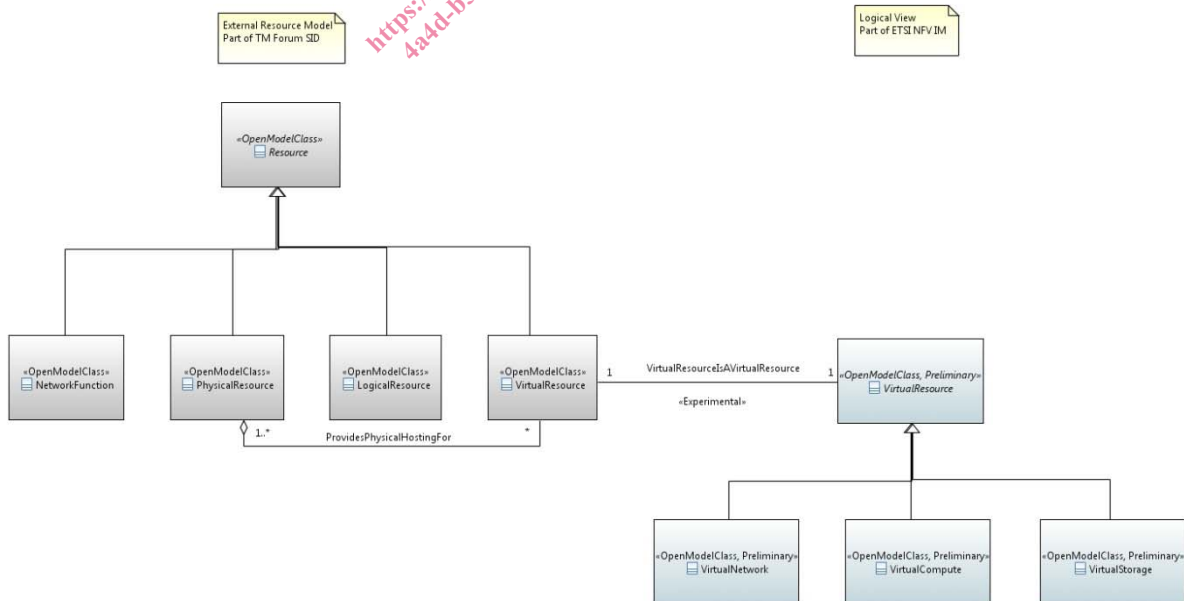 External Resource Model
Part of TM Forum SID
https:/
4a4d-b
Logical View
Part of ETSI NFV IM
«OpenModelClass»
Resource
«OpenModelClass»
NetworkFunction
«OpenModelClass»
PhysicalResource
«OpenModelClass»
LogicalResource
«OpenModelClass»
VirtualResource
1
VirtualResourceIsAVirtualResource
1
«Experimental»
«OpenModelClass, Preliminary»
VirtualResource
1..*
ProvidesPhysicalHostingFor
*
«OpenModelClass, Preliminary»
VirtualNetwork
«OpenModelClass, Preliminary»
VirtualCompute
«OpenModelClass, Preliminary»
VirtualStorage